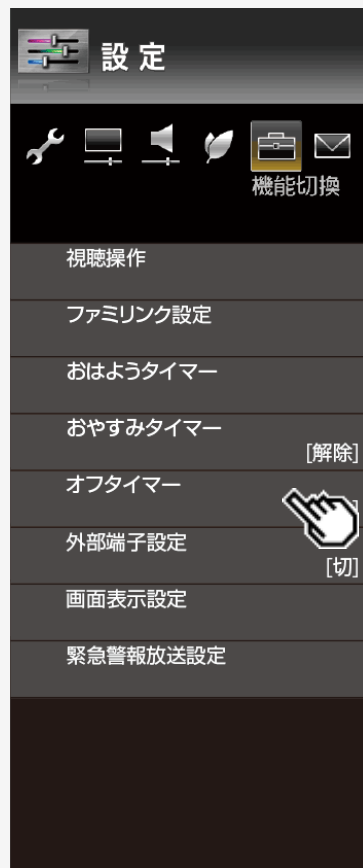 設定
機能切換
視聴操作
ファミリンク設定
おはようタイマー
おやすみタイマー
[解除]
オフタイマー
]
外部端子設定
[切]
画面表示設定
緊急警報放送設定